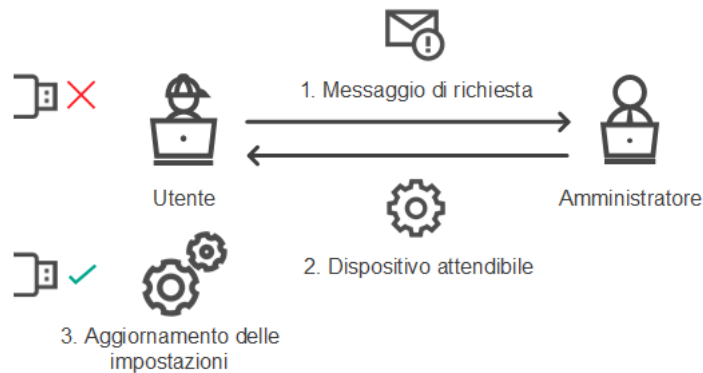 1. Messaggio di richiesta
Utente
Amministratore
2. Dispositivo attendibile
3. Aggiornamento delle
impostazioni